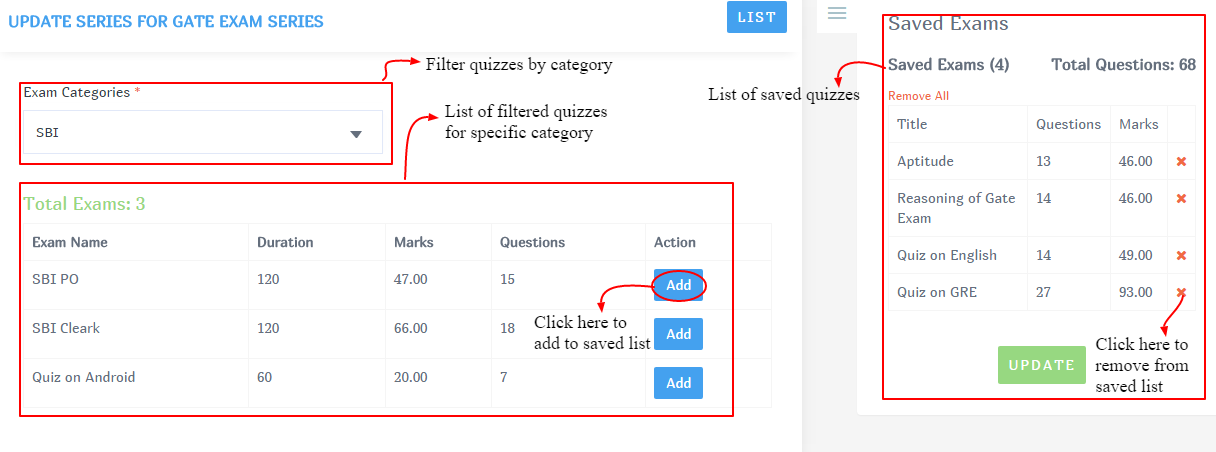 UPDATE SERIES FOR GATE EXAM SERIES
LIST
Filter quizzes by category
Exam Categories *
SBI
List of filtered quizzes
for specific category
Total Exams: 3
Exam Name Duration Marks Questions Action
SBI PO 120 47.00 15 Add
Click here to
add to saved list
SBI Cleark 120 66.00 18 Add
Quiz on Android 60 20.00 7 Add
Saved Exams
Saved Exams (4) Total Questions: 68
List of saved quizzes
Remove All
Title Questions Marks
Aptitude 13 46.00
Reasoning of Gate 14 46.00
Exam
Quiz on English 14 49.00
Quiz on GRE 27 93.00
Click here to
remove from
saved list
UPDATE